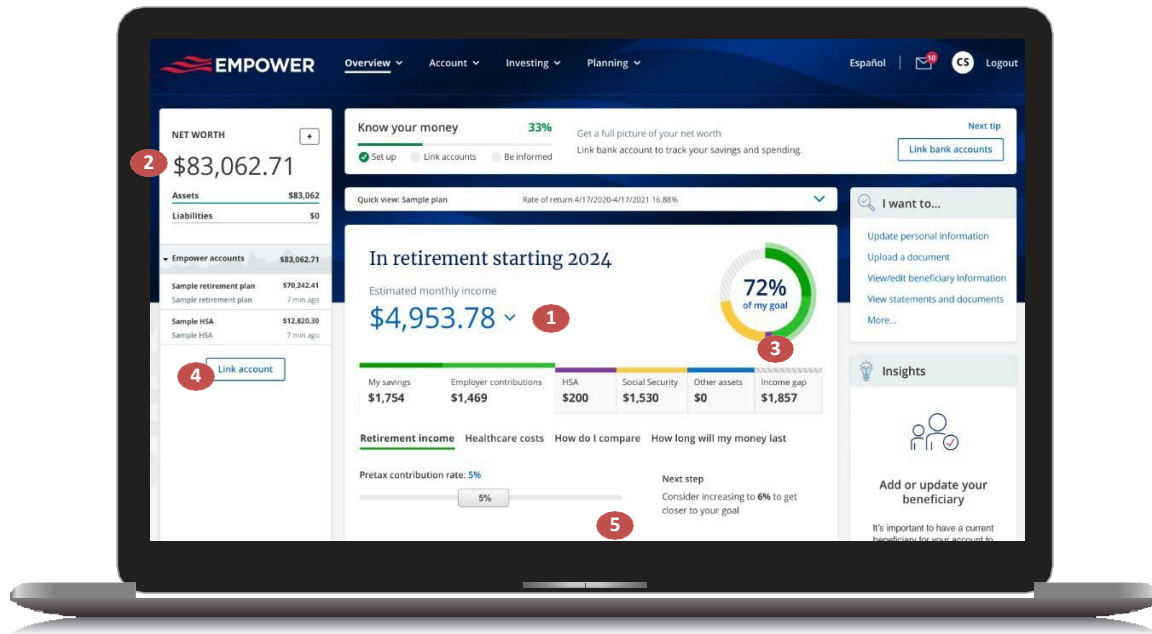 EMPOWER
Overview Account Investing Planning
Español 10 CS Logout
NET WORTH +
2
$83,062.71
Assets $83,062
Liabilities $0
Empower accounts $83,062.71
Sample retirement plan $70,242.41
Sample retirement plan 7 min ago
Sample HSA $12,820.30
Sample HSA 7 min ago
4
Link account
Know your money 33%
Set up Link accounts Be informed
Get a full picture of your net worth
Link bank account to track your savings and spending.
Next tip
Link bank accounts
Quick view: Sample plan Rate of return 4/17/2020-4/17/2021 16.88%
In retirement starting 2024
Estimated monthly income
$4,953.78
1
72%
of my goal
3
My savings Employer contributions HSA Social Security Other assets Income gap
$1,754 $1,469 $200 $1,530 $0 $1,857
Retirement income Healthcare costs How do I compare How long will my money last
Pretax contribution rate: 5%
5%
Next step
Consider increasing to 6% to get
closer to your goal
5
I want to...
Update personal information
Upload a document
View/edit beneficiary information
View statements and documents
More...
Insights
Add or update your
beneficiary
It's important to have a current
beneficiary for your account to